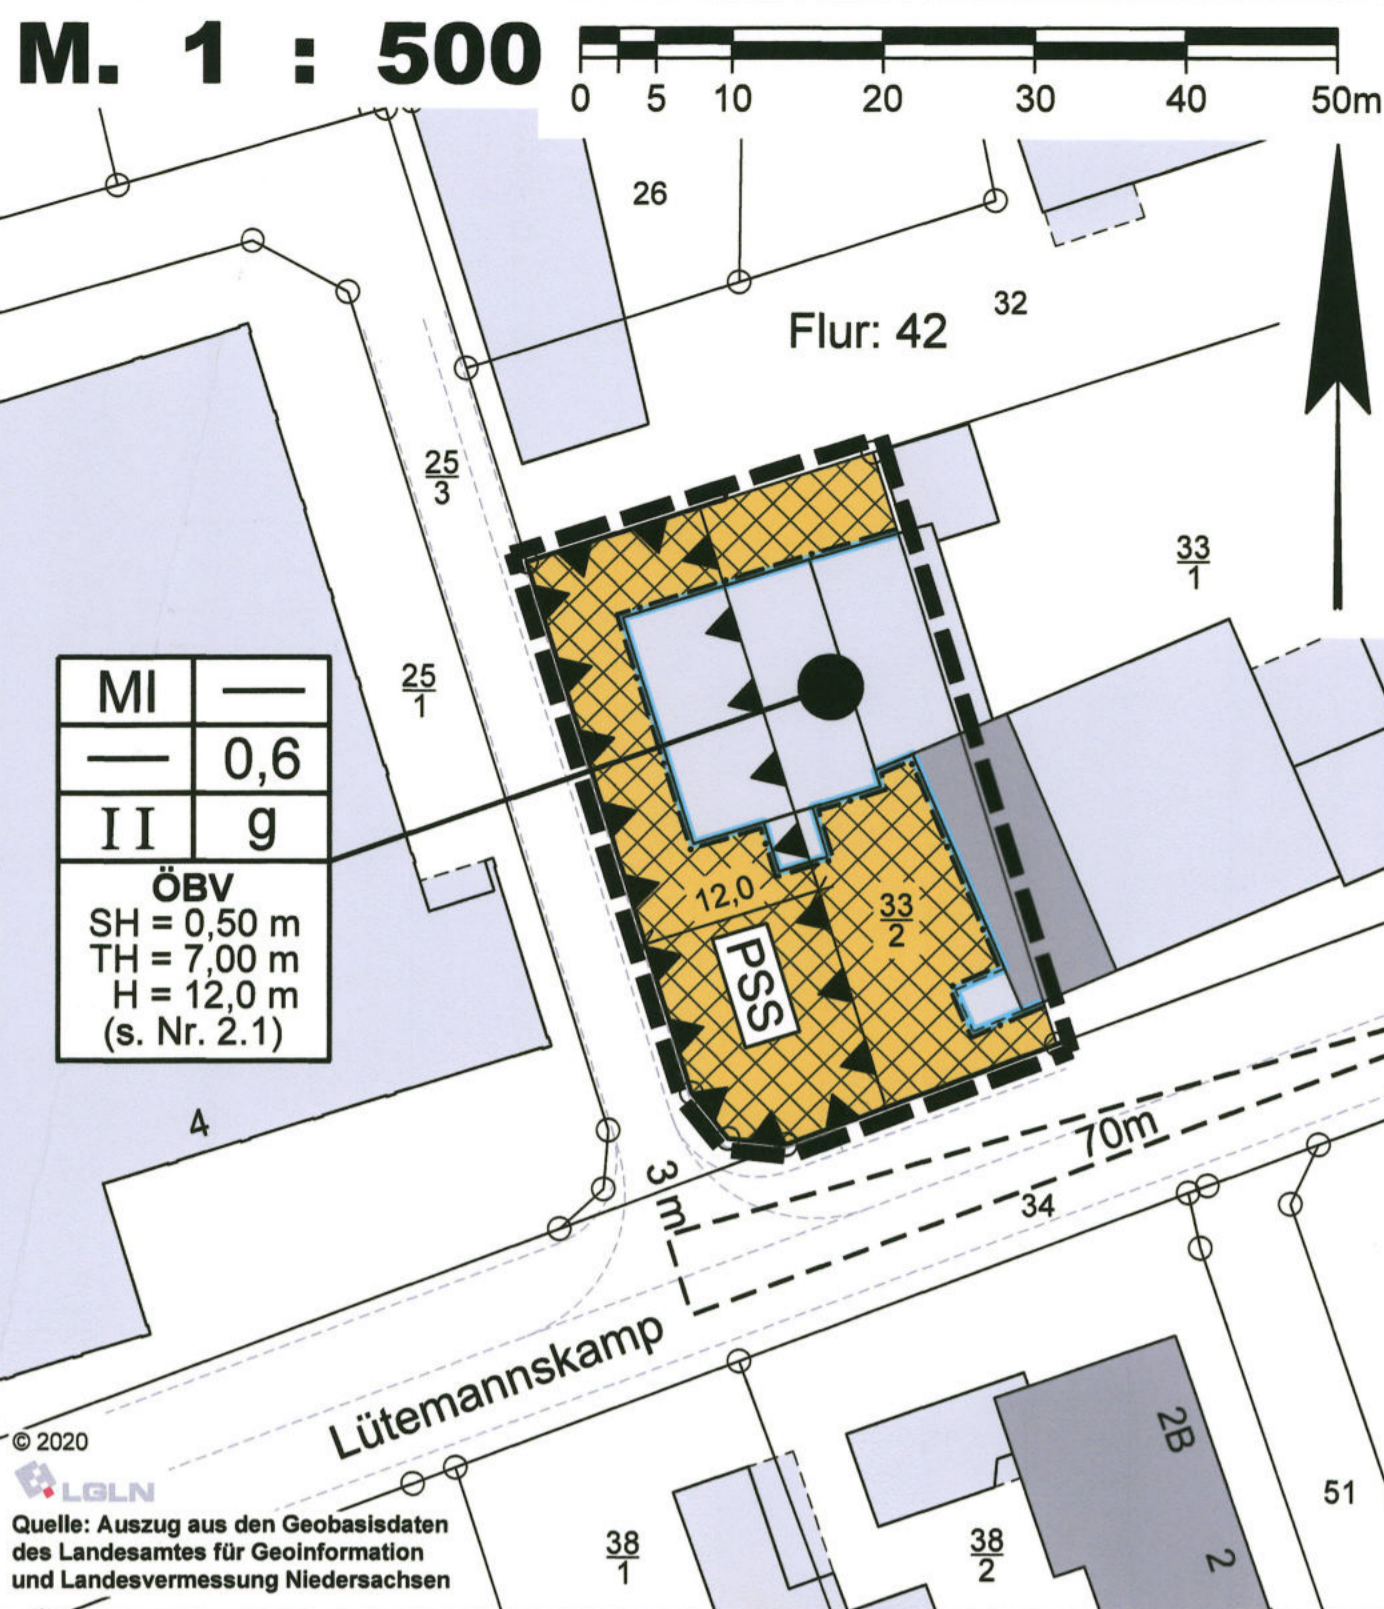 M. 1 : 500
0 5 10 20 30 40 50m
26
32
Flur: 42
25
3
33
1
25
1
MI —
— 0,6
II g
ÖBV
SH = 0,50 m
TH = 7,00 m
H = 12,0 m
(s. Nr. 2.1)
12,0
33
2
PSS
4
70m
3 m
34
Lütemannskamp
© 2020
LGLN
2B
51
Quelle: Auszug aus den Geobasisdaten
des Landesamtes für Geoinformation
und Landesvermessung Niedersachsen
38
1
38
2
2